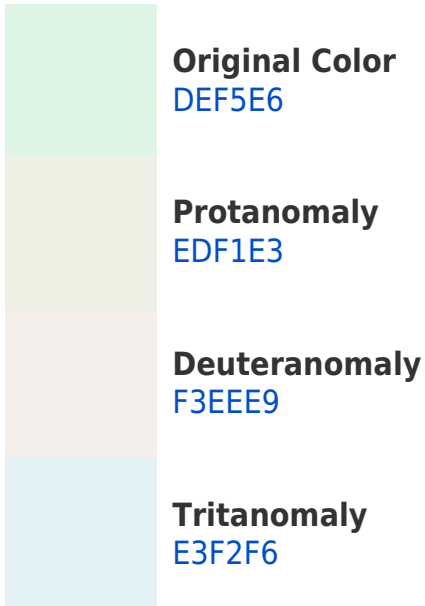 Original Color
DEF5E6
Protanomaly
EDF1E3
Deuteranomaly
F3EEE9
Tritanomaly
E3F2F6